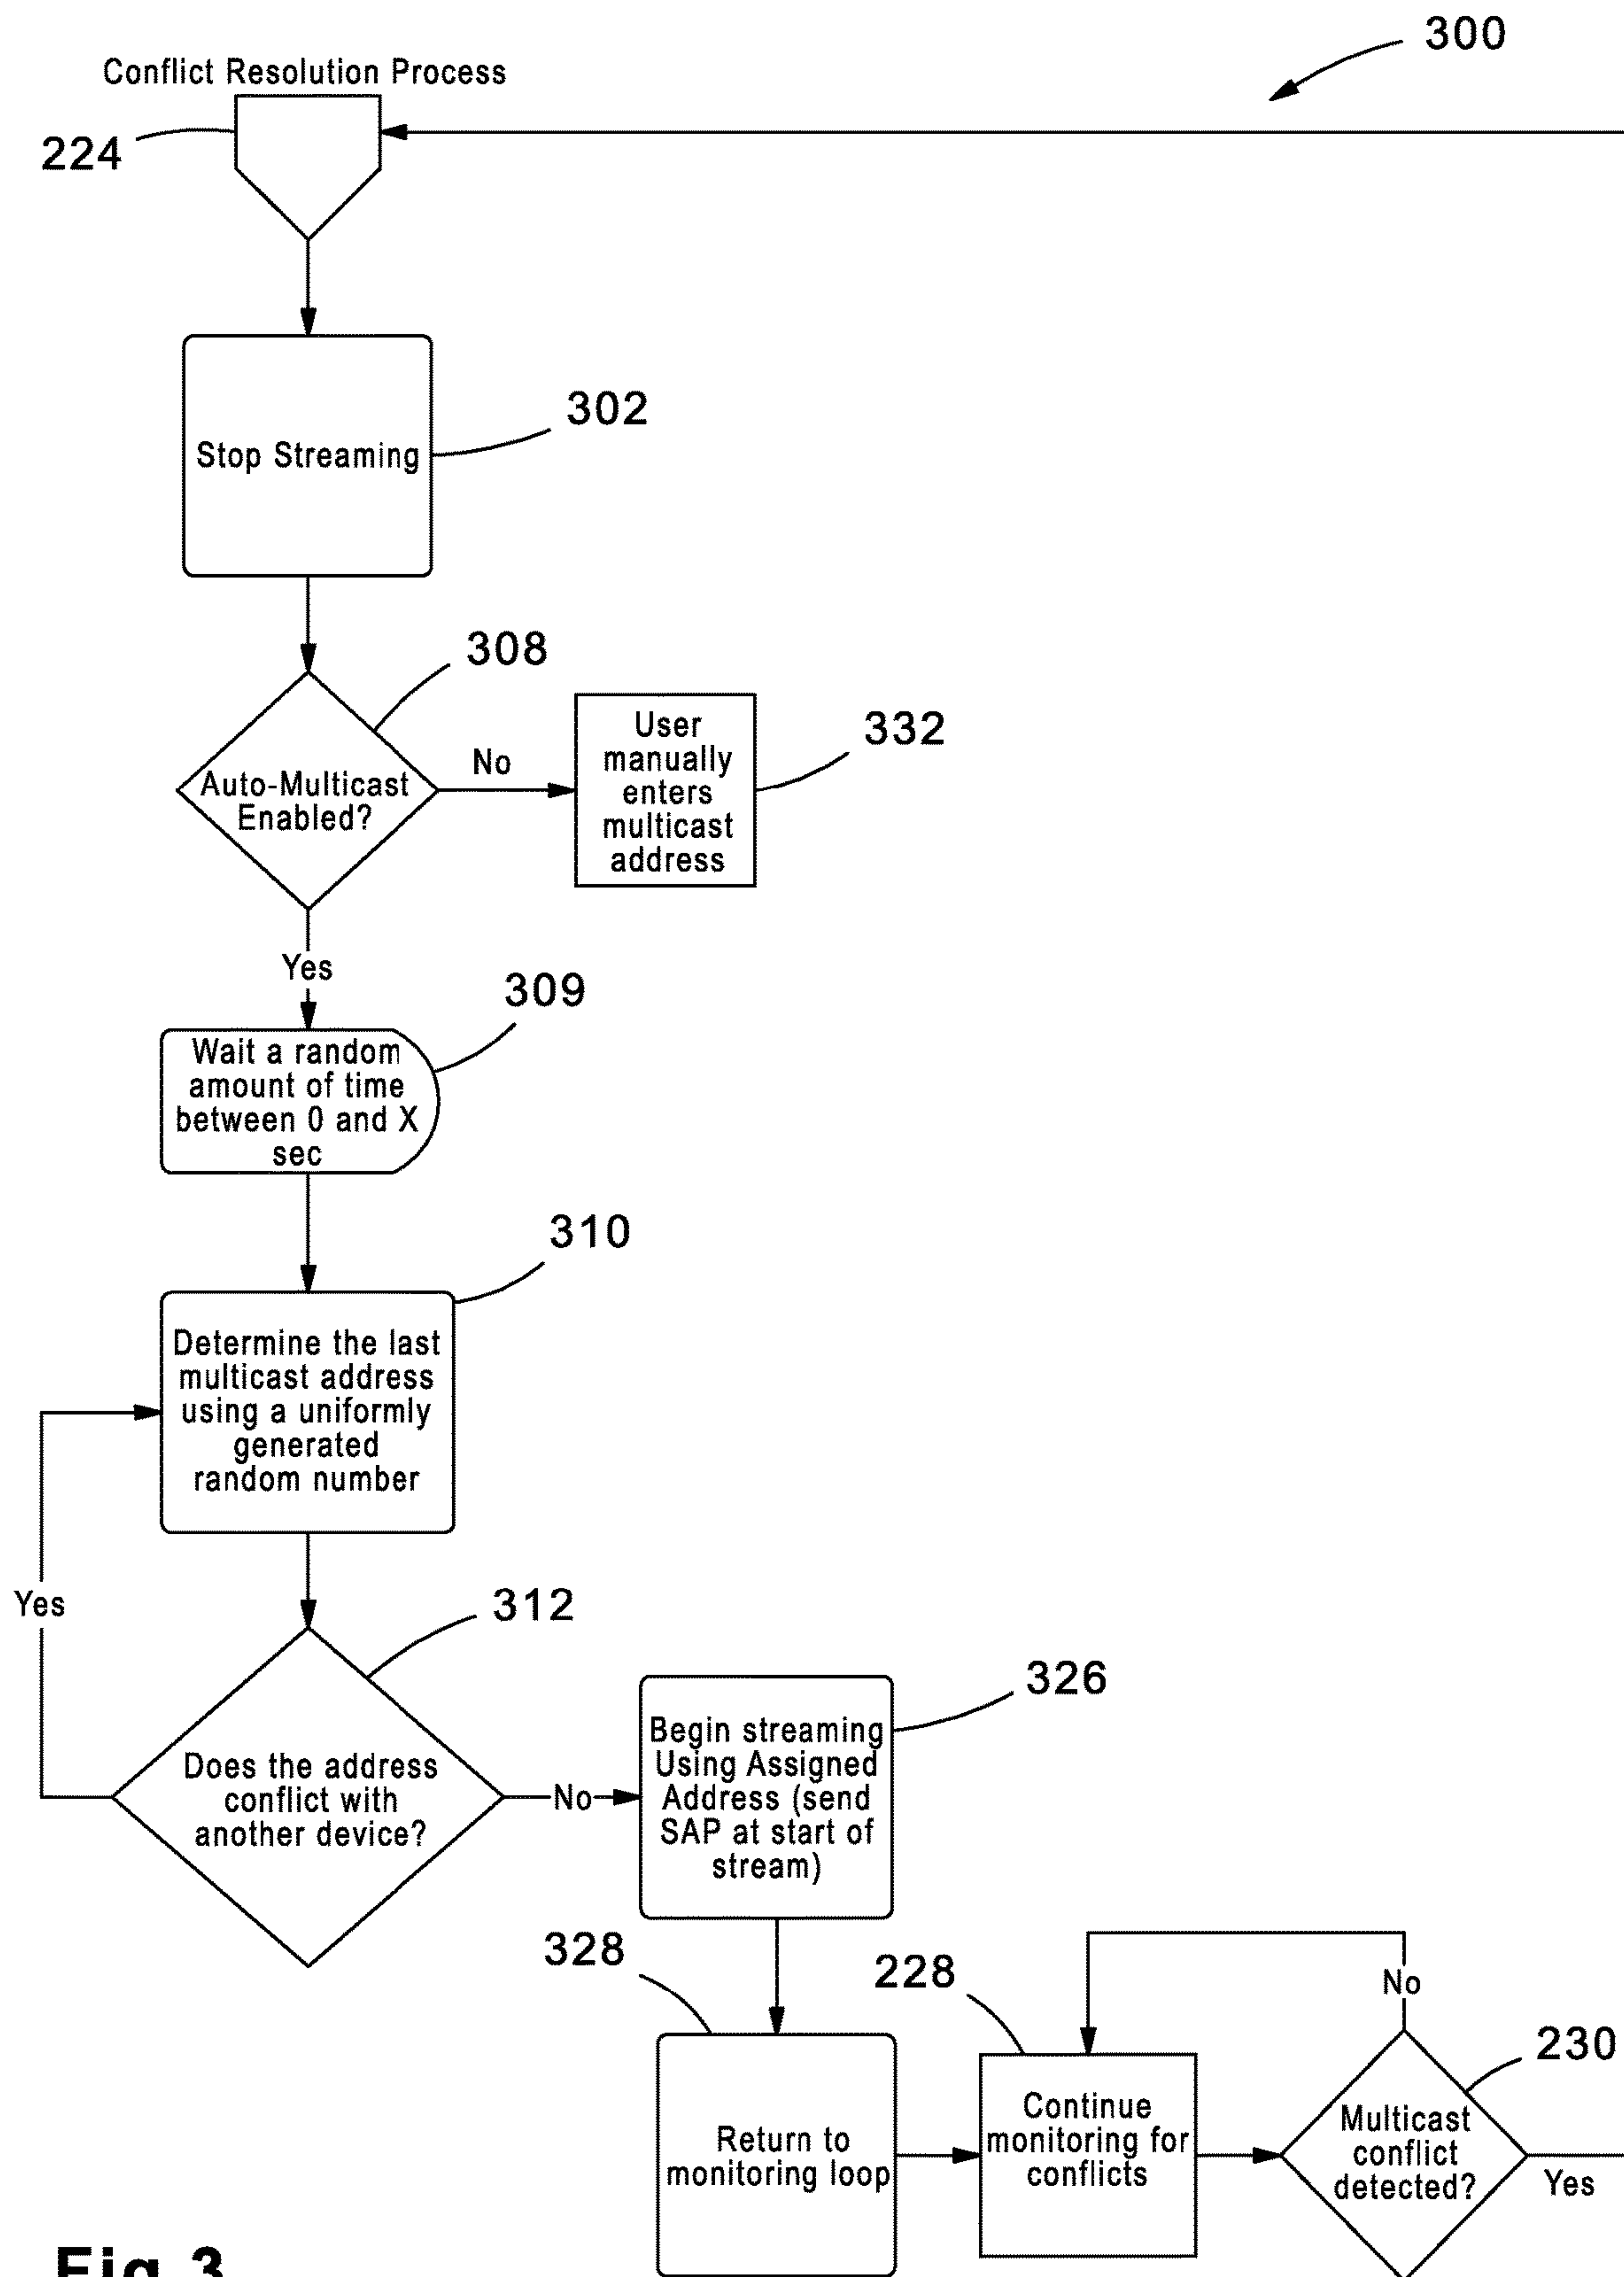 300
Conflict Resolution Process
224
302
Stop Streaming
308
Auto-Multicast
Enabled?
No
User
manually
enters
multicast
address
332
Yes
309
Wait a random
amount of time
between 0 and X
sec
310
Determine the last
multicast address
using a uniformly
generated
random number
Yes
312
Does the address
conflict with
another device?
No
326
Begin streaming
Using Assigned
Address (send
SAP at start of
stream)
328
Return to
monitoring loop
228
Continue
monitoring for
conflicts
No
230
Multicast
conflict
detected?
Yes
Fig 3